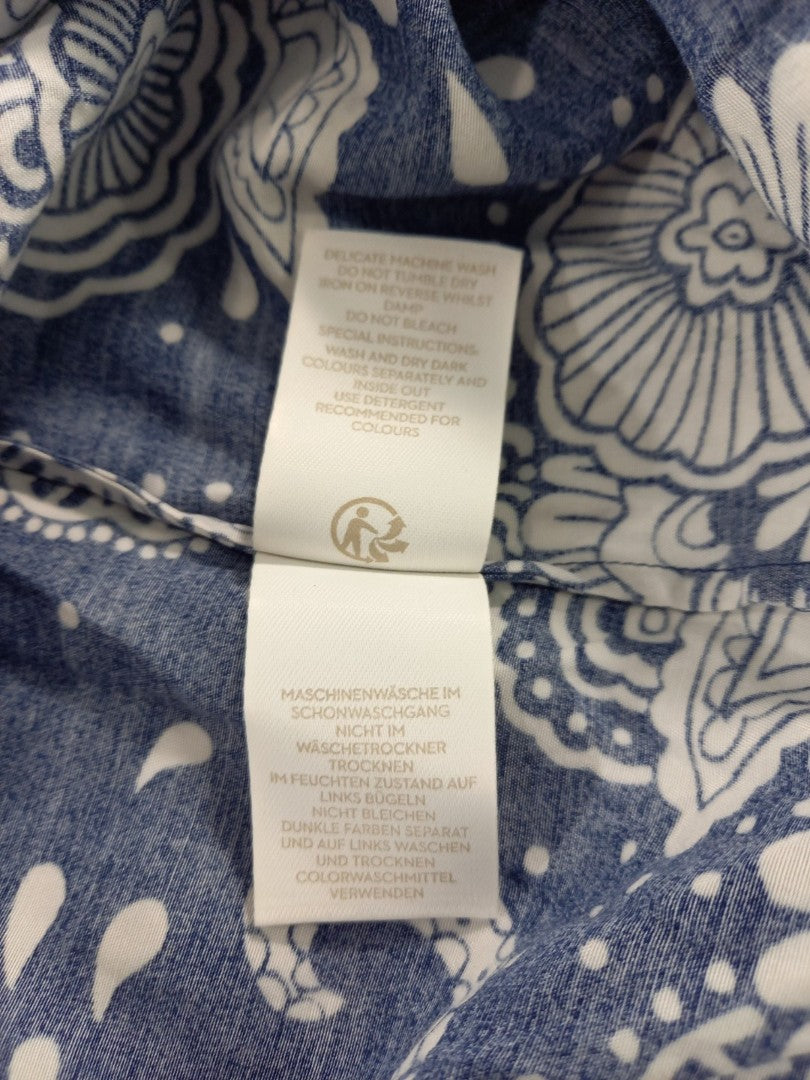 DELICATE MACHINE WASH
DO NOT TUMBLE DRY
IRON ON REVERSE WHILST
DAMP
DO NOT BLEACH
SPECIAL INSTRUCTIONS:
WASH AND DRY DARK
COLOURS SEPARATELY AND
INSIDE OUT
USE DETERGENT
RECOMMENDED FOR
COLOURS
MASCHINENWÄSCHE IM
SCHONWASCHGANG
NICHT IM
WÄSCHETROCKNER
TROCKNEN
IM FEUCHTEN ZUSTAND AUF
LINKS BÜGELN
NICHT BLEICHEN
DUNKLE FARBEN SEPARAT
UND AUF LINKS WASCHEN
UND TROCKNEN
COLORWASCHMITTEL
VERWENDEN